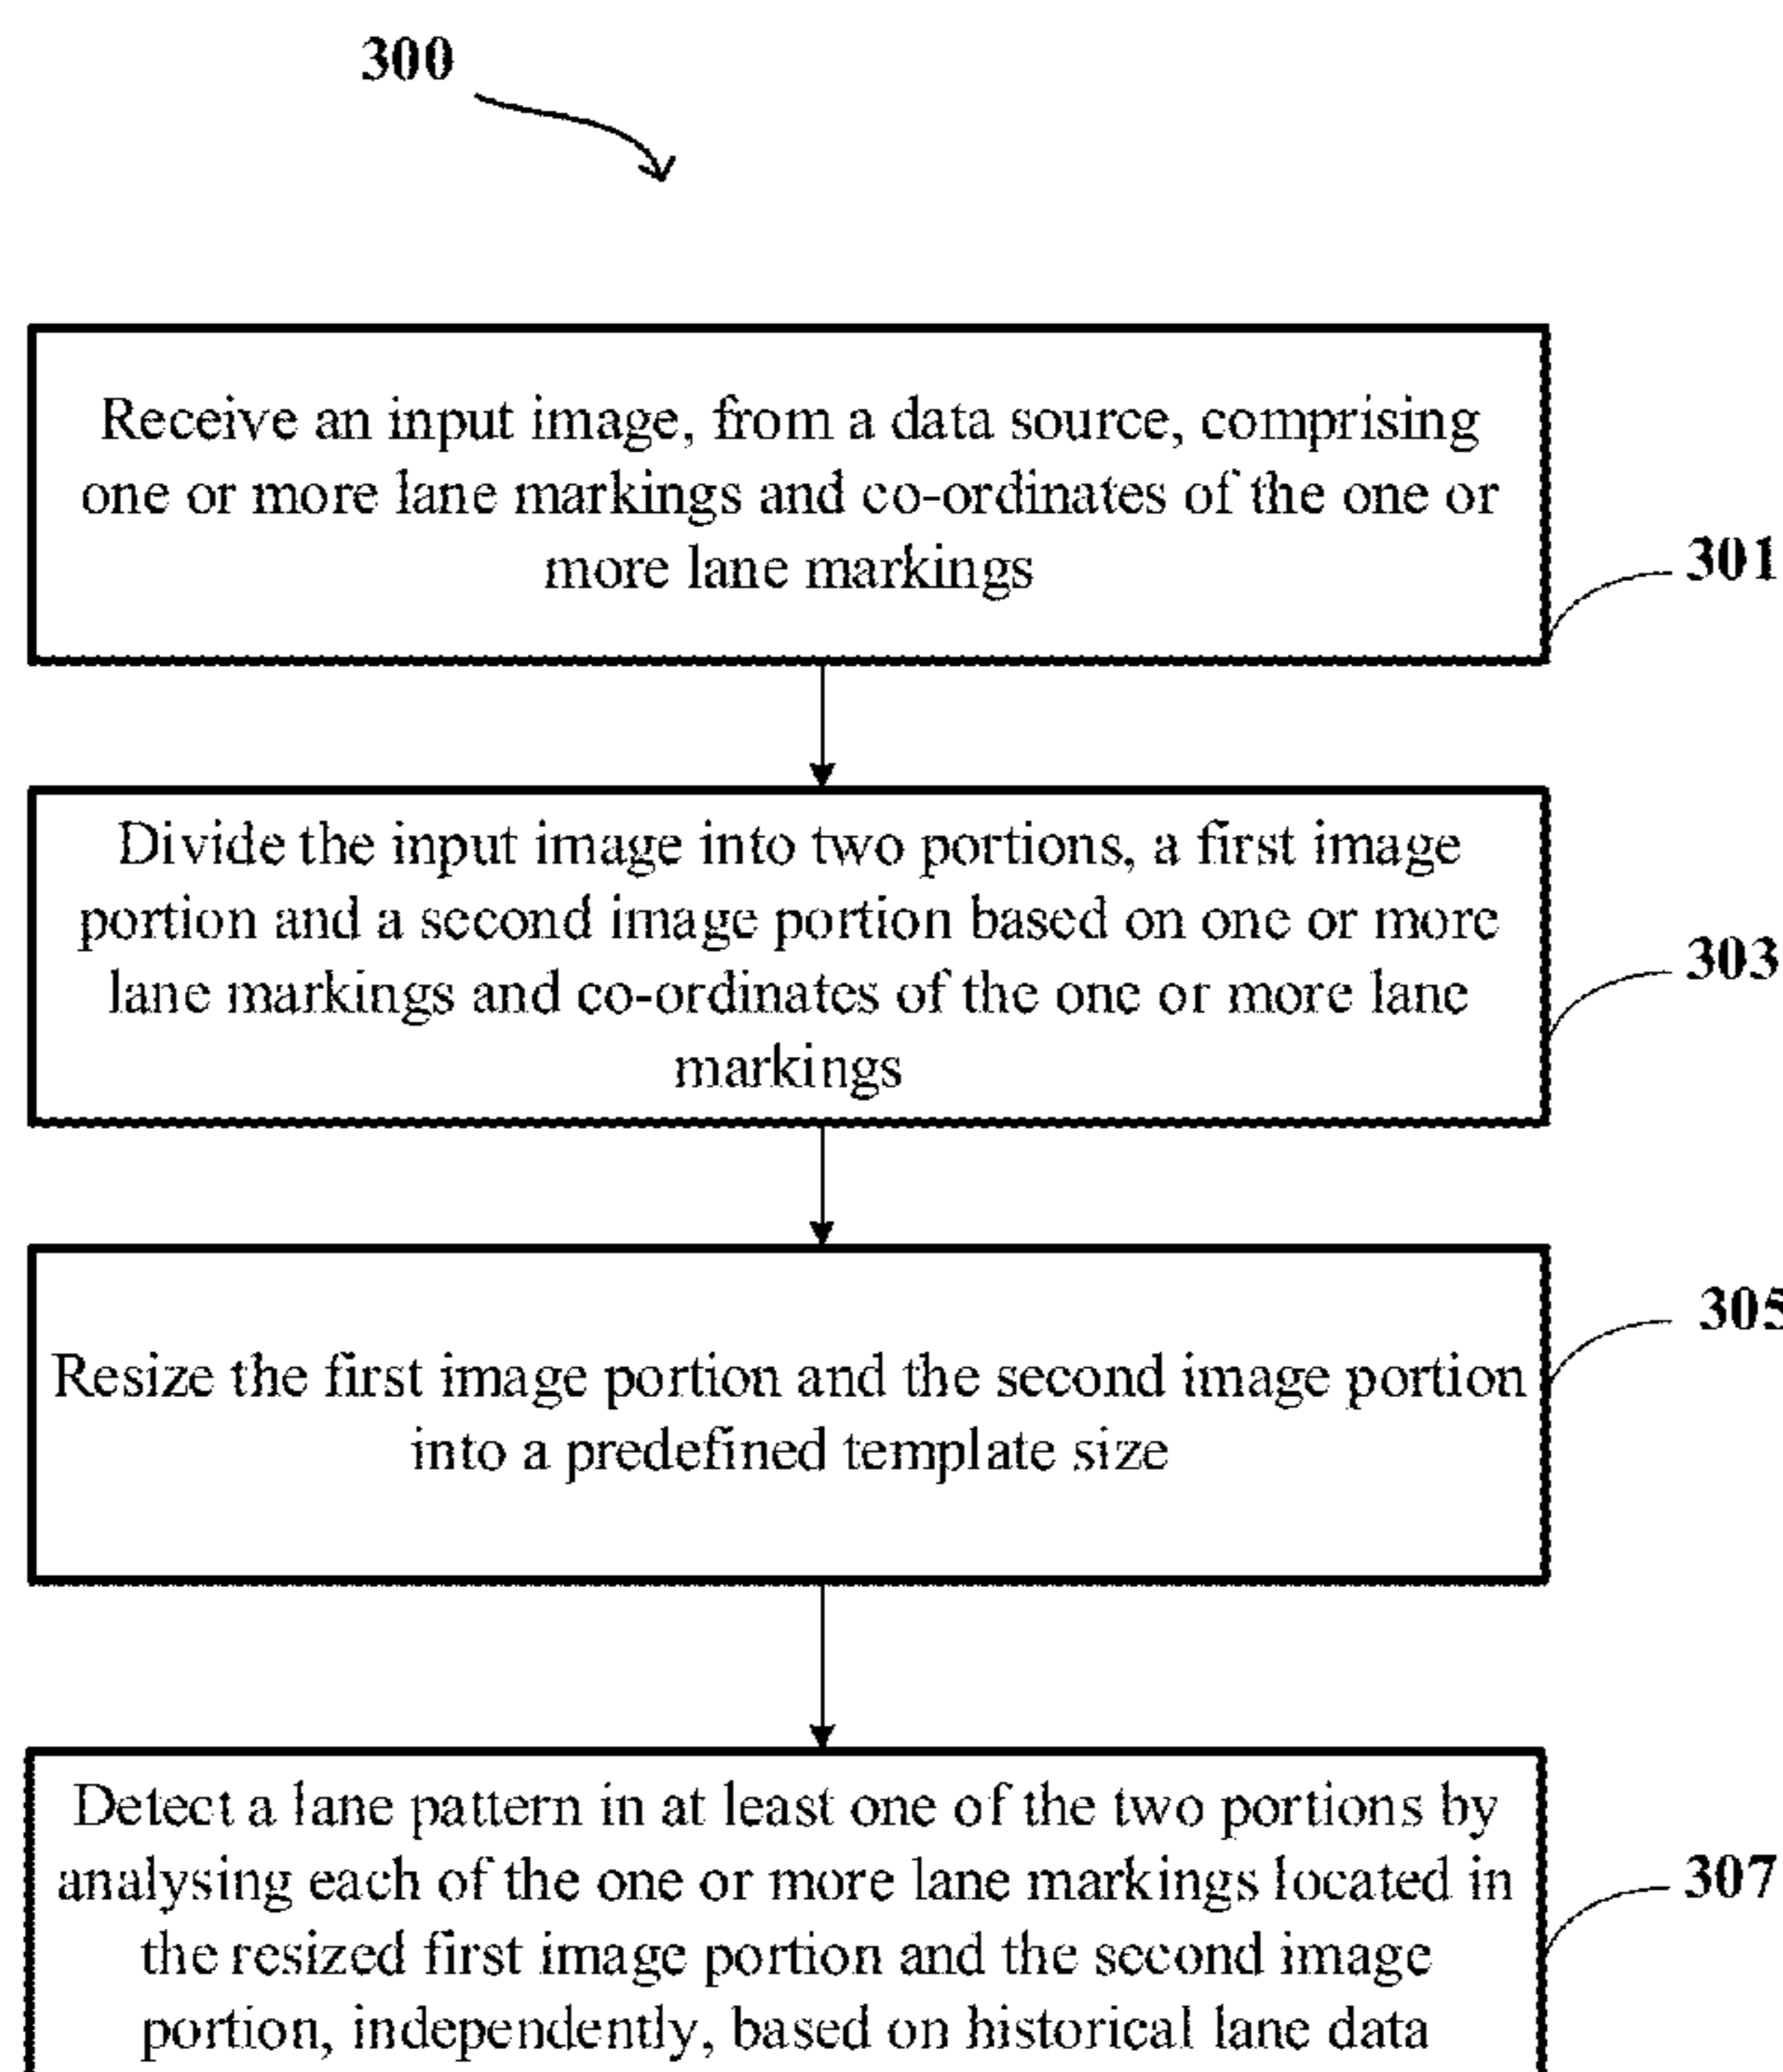 300
Receive an input image, from a data source, comprising
one or more lane markings and co-ordinates of the one or
more lane markings
301
Divide the input image into two portions, a first image
portion and a second image portion based on one or more
lane markings and co-ordinates of the one or more lane
markings
303
Resize the first image portion and the second image portion
into a predefined template size
305
Detect a lane pattern in at least one of the two portions by
analysing each of the one or more lane markings located in
the resized first image portion and the second image
portion, independently, based on historical lane data
307